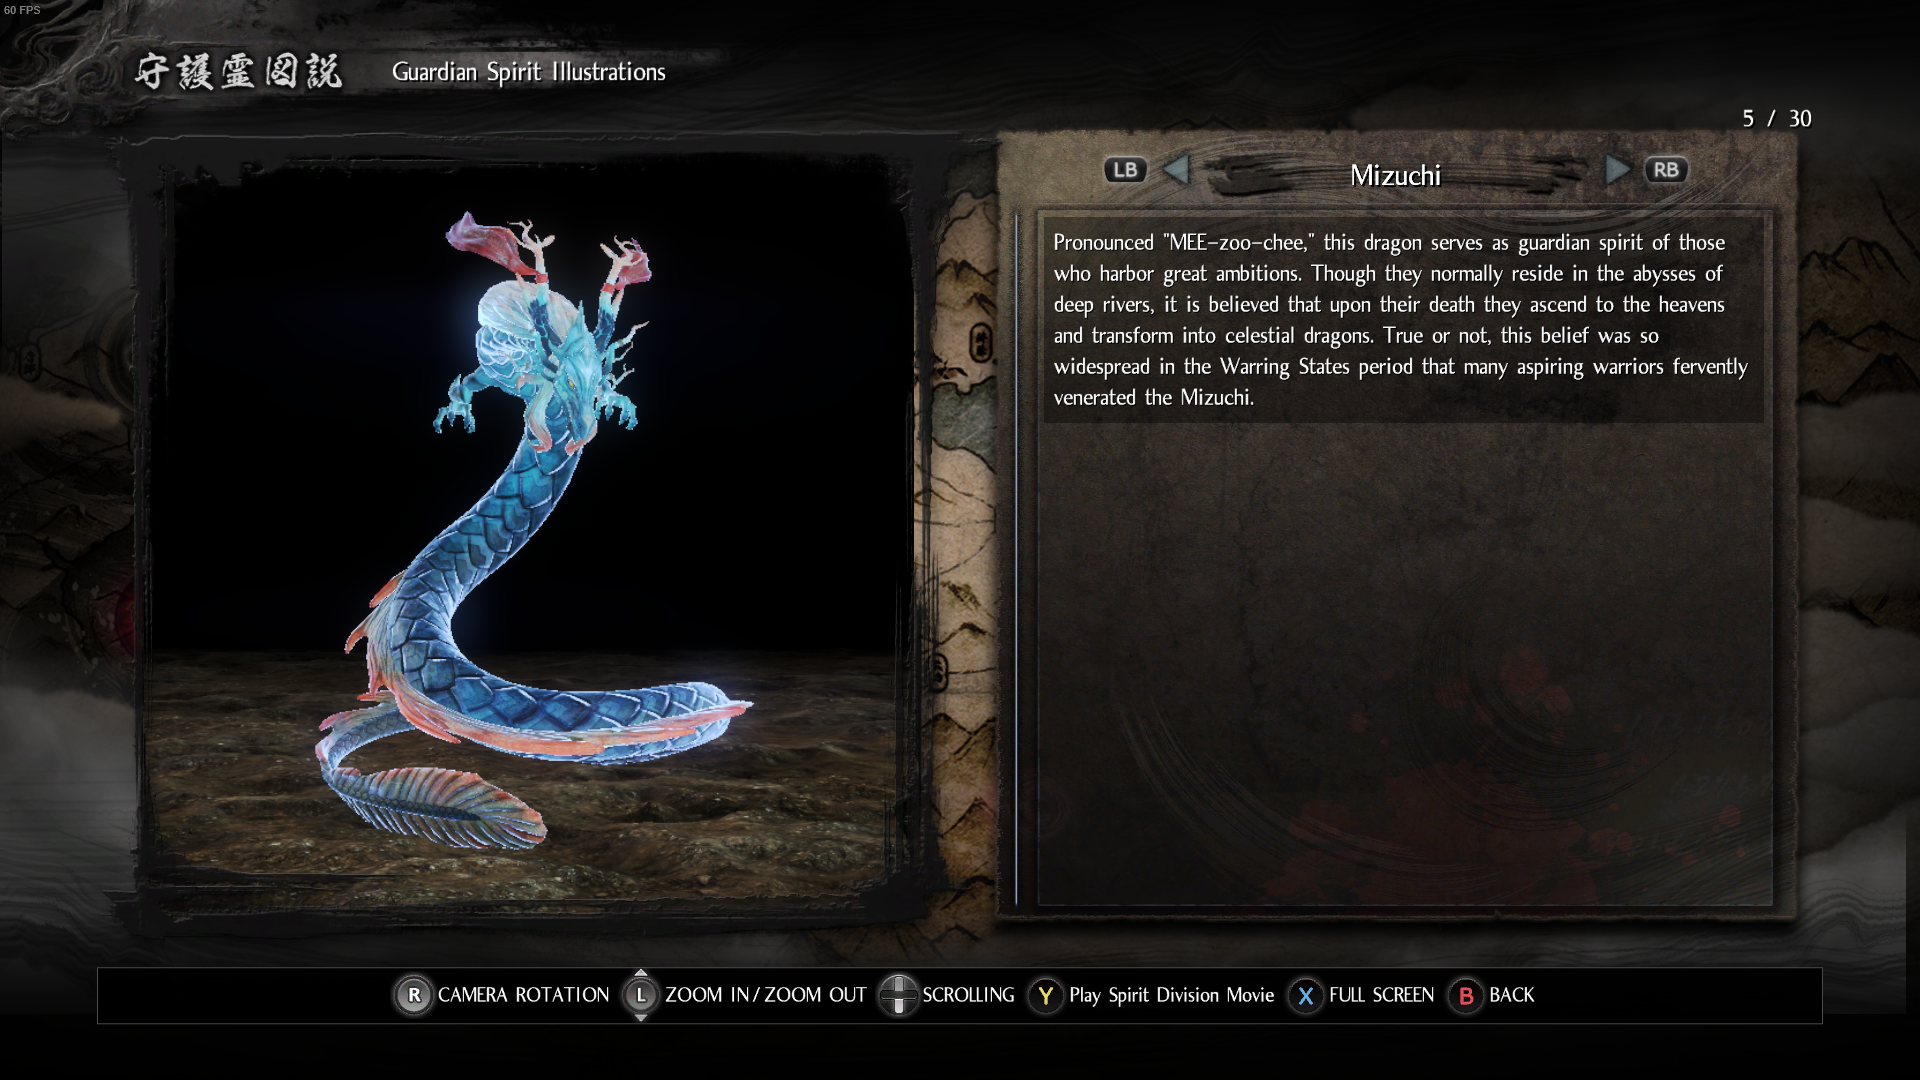 60 FPS
守護霊図説 Guardian Spirit Illustrations
5 / 30
LB Mizuchi RB
Pronounced "MEE-zoo-chee," this dragon serves as guardian spirit of those
who harbor great ambitions. Though they normally reside in the abysses of
deep rivers, it is believed that upon their death they ascend to the heavens
and transform into celestial dragons. True or not, this belief was so
widespread in the Warring States period that many aspiring warriors fervently
venerated the Mizuchi.
R CAMERA ROTATION L ZOOM IN/ZOOM OUT SCROLLING Y Play Spirit Division Movie X FULL SCREEN B BACK